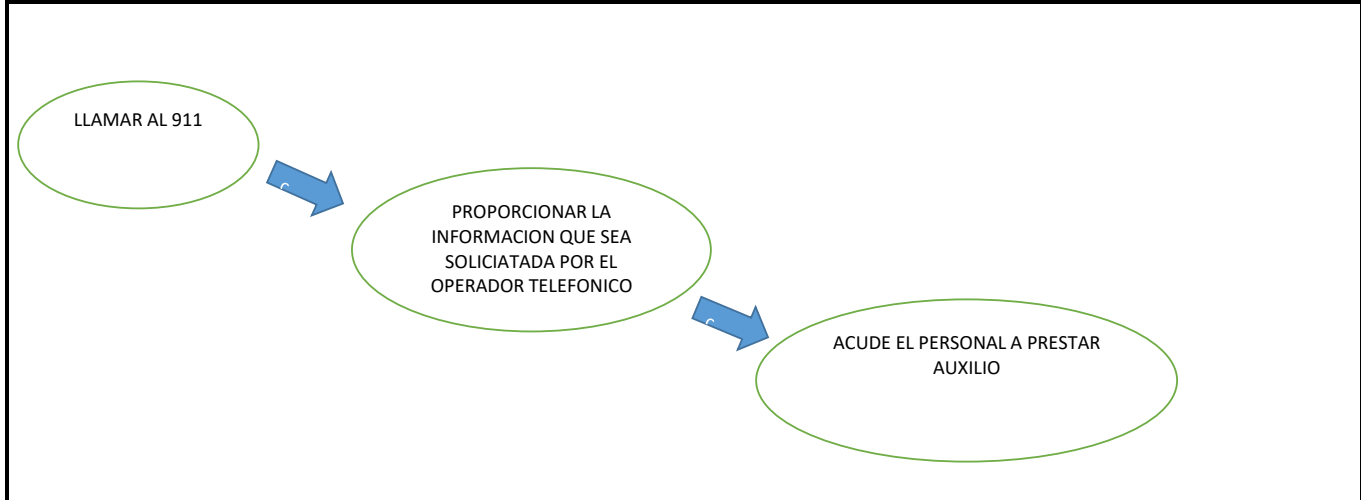 LLAMAR AL 911
PROPORCIONAR LA
INFORMACION QUE SEA
SOLICIATADA POR EL
OPERADOR TELEFONICO
ACUDE EL PERSONAL A PRESTAR
AUXILIO